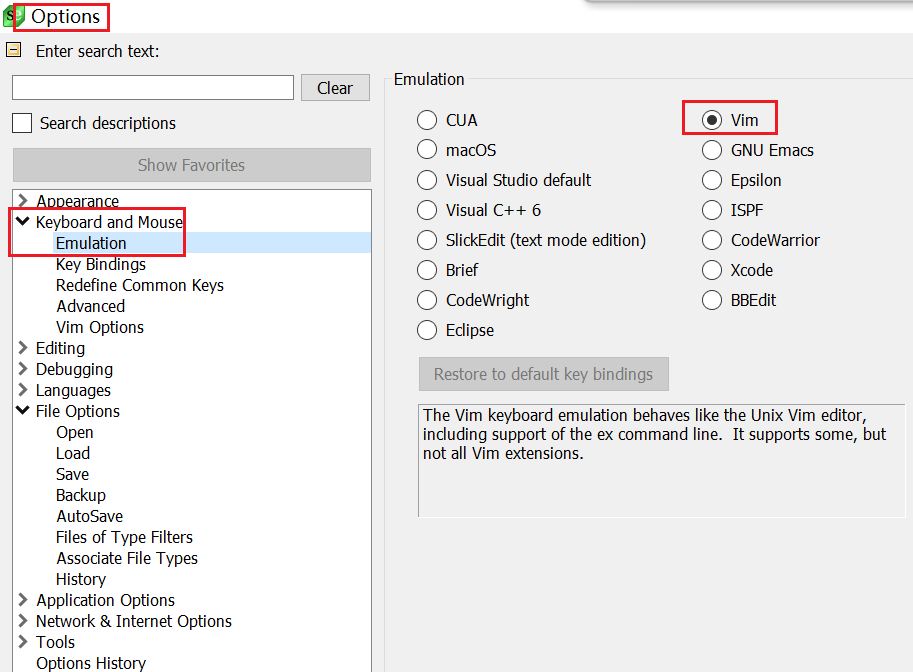 Options
Enter search text:
Clear
Search descriptions
Show Favorites
Appearance
Keyboard and Mouse
Emulation
Key Bindings
Redefine Common Keys
Advanced
Vim Options
Editing
Debugging
Languages
File Options
Open
Load
Save
Backup
AutoSave
Files of Type Filters
Associate File Types
History
Application Options
Network & Internet Options
Tools
Options History
Emulation
CUA
macOS
Visual Studio default
Visual C++ 6
SlickEdit (text mode edition)
Brief
CodeWright
Eclipse
Vim
GNU Emacs
Epsilon
ISPF
CodeWarrior
Xcode
BBEdit
Restore to default key bindings
The Vim keyboard emulation behaves like the Unix Vim editor,
including support of the ex command line.  It supports some, but
not all Vim extensions.